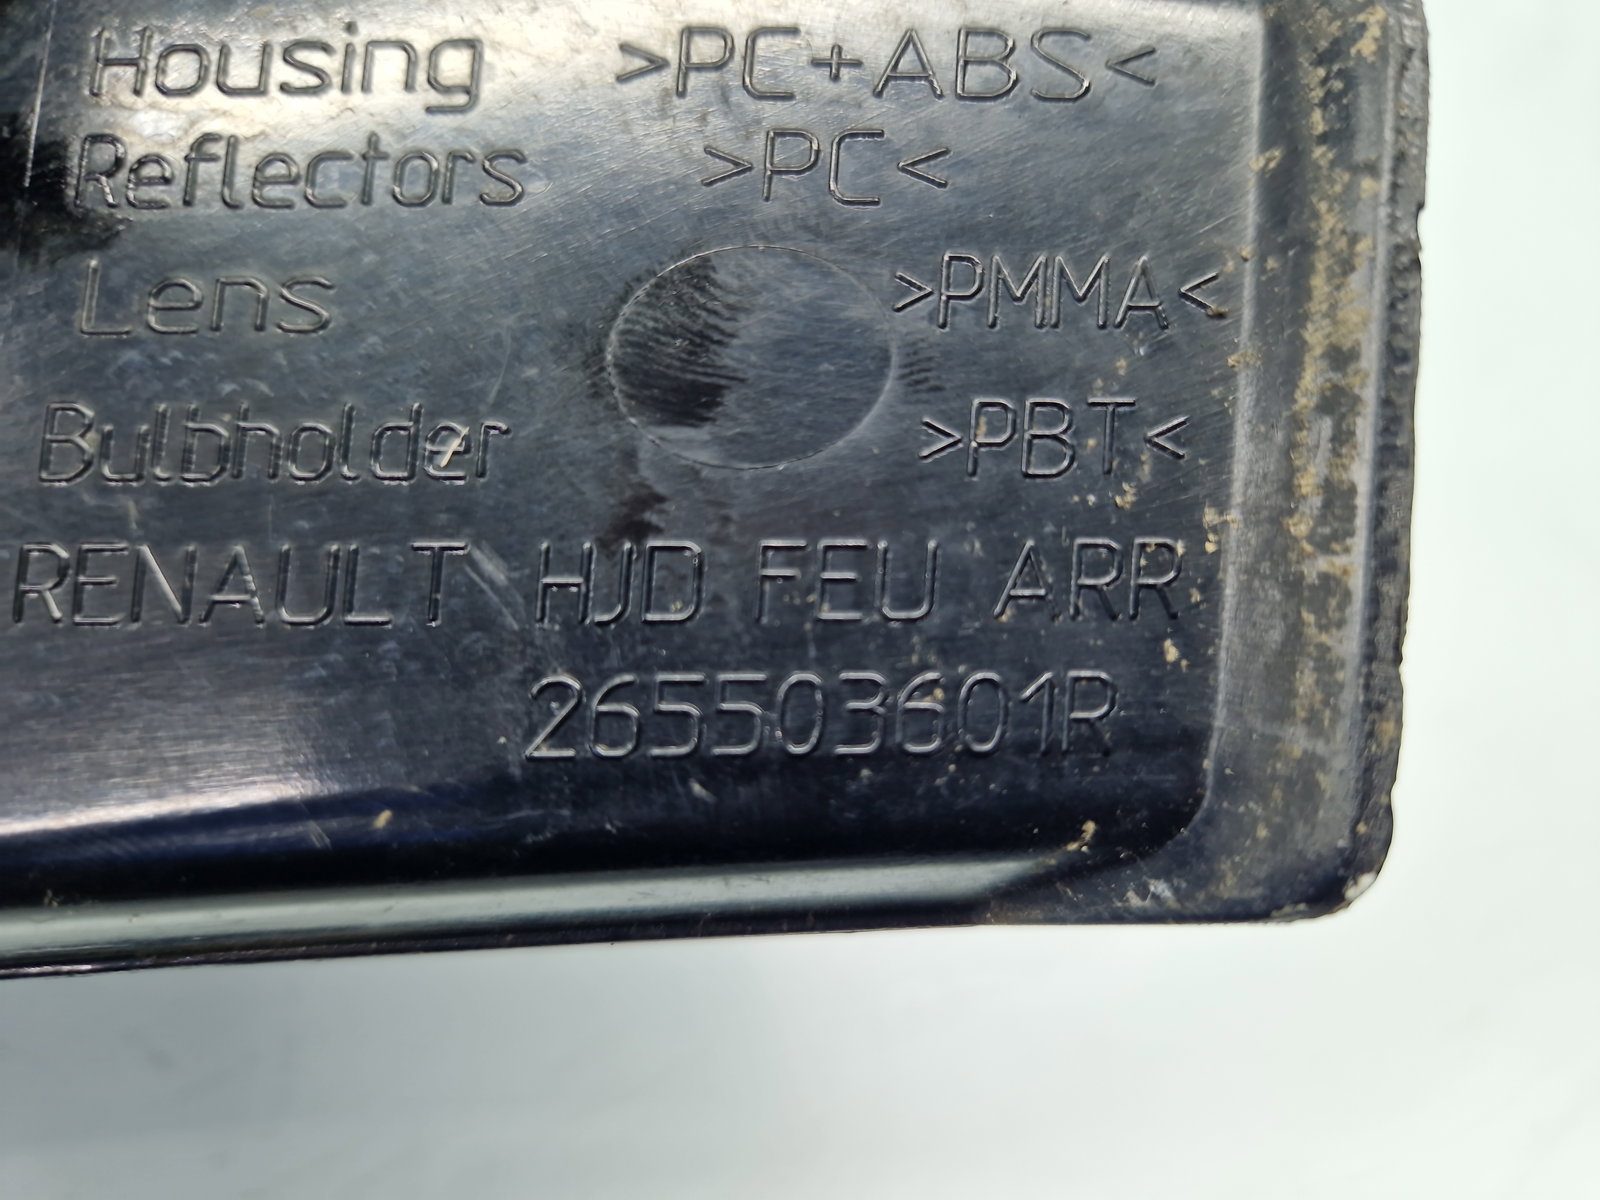 Housing >PC+ABS<
Reflectors >PC<
Lens >PMMA<
Bulbholder >PBT<
RENAULT HJD FEU ARR
265503601R